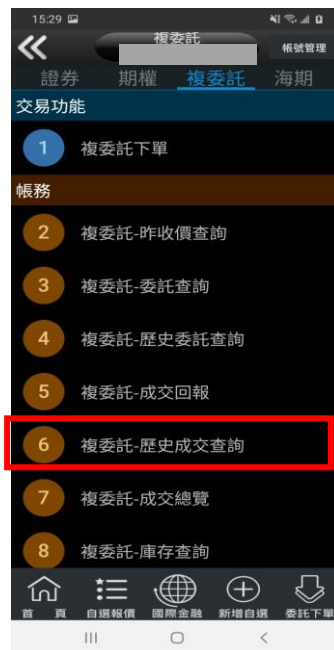 15:29
複委託
帳號管理
證券 期權 複委託 海期
交易功能
1 複委託下單
帳務
2 複委託-昨收價查詢
3 複委託-委託查詢
4 複委託-歷史委託查詢
5 複委託-成交回報
6 複委託-歷史成交查詢
7 複委託-成交總覽
8 複委託-庫存查詢
首 頁 自選報價 國際金融 新增自選 委託下單